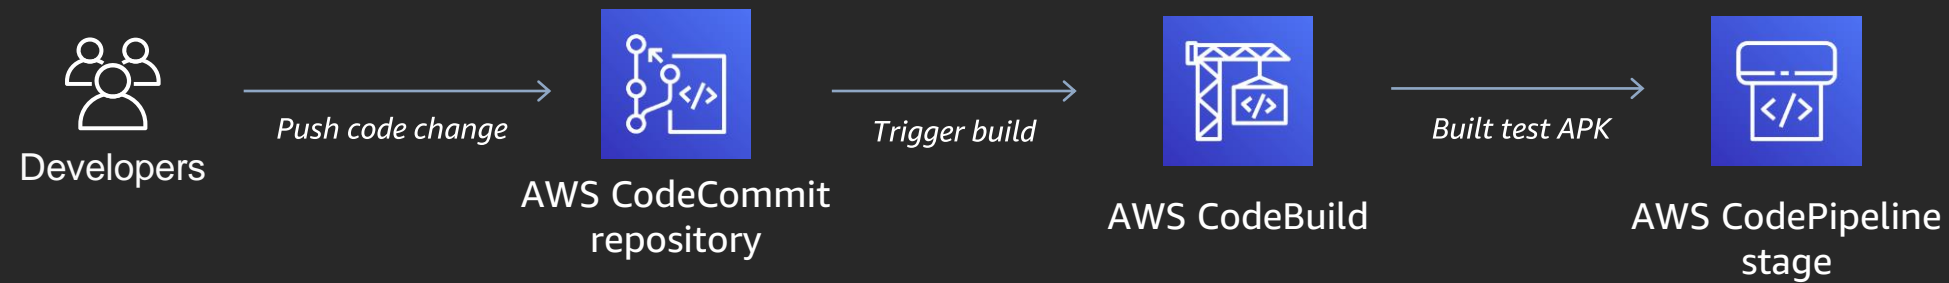 Developers
Push code change
AWS CodeCommit
repository
Trigger build
AWS CodeBuild
Built test APK
AWS CodePipeline
stage